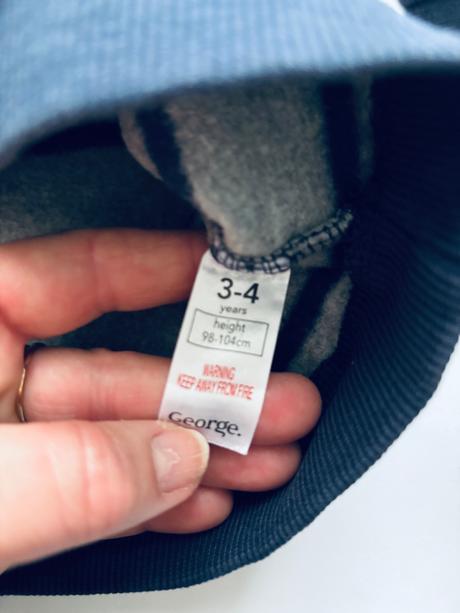 3-4
years
height
98-104cm
WARNING
KEEP AWAY FROM FIRE
George.